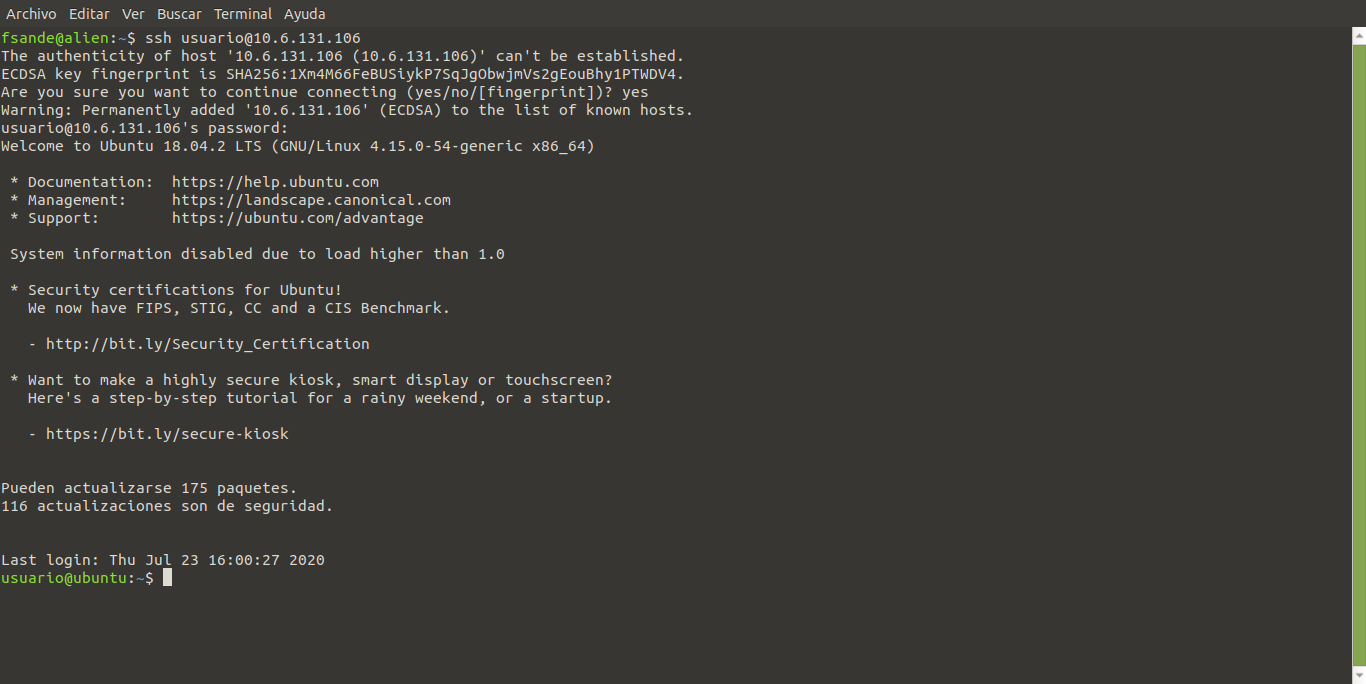 Archivo Editar Ver Buscar Terminal Ayuda
fsande@alien:~$ ssh usuario@10.6.131.106
The authenticity of host '10.6.131.106 (10.6.131.106)' can't be established.
ECDSA key fingerprint is SHA256:1Xm4M66FeBUSiykP7SqJgObwjmVs2gEouBhy1PTWDV4.
Are you sure you want to continue connecting (yes/no/[fingerprint])? yes
Warning: Permanently added '10.6.131.106' (ECDSA) to the list of known hosts.
usuario@10.6.131.106's password:
Welcome to Ubuntu 18.04.2 LTS (GNU/Linux 4.15.0-54-generic x86_64)
* Documentation:  https://help.ubuntu.com
* Management:     https://landscape.canonical.com
* Support:        https://ubuntu.com/advantage
System information disabled due to load higher than 1.0
* Security certifications for Ubuntu!
We now have FIPS, STIG, CC and a CIS Benchmark.
- http://bit.ly/Security_Certification
* Want to make a highly secure kiosk, smart display or touchscreen?
Here's a step-by-step tutorial for a rainy weekend, or a startup.
- https://bit.ly/secure-kiosk
Pueden actualizarse 175 paquetes.
116 actualizaciones son de seguridad.
Last login: Thu Jul 23 16:00:27 2020
usuario@ubuntu:~$